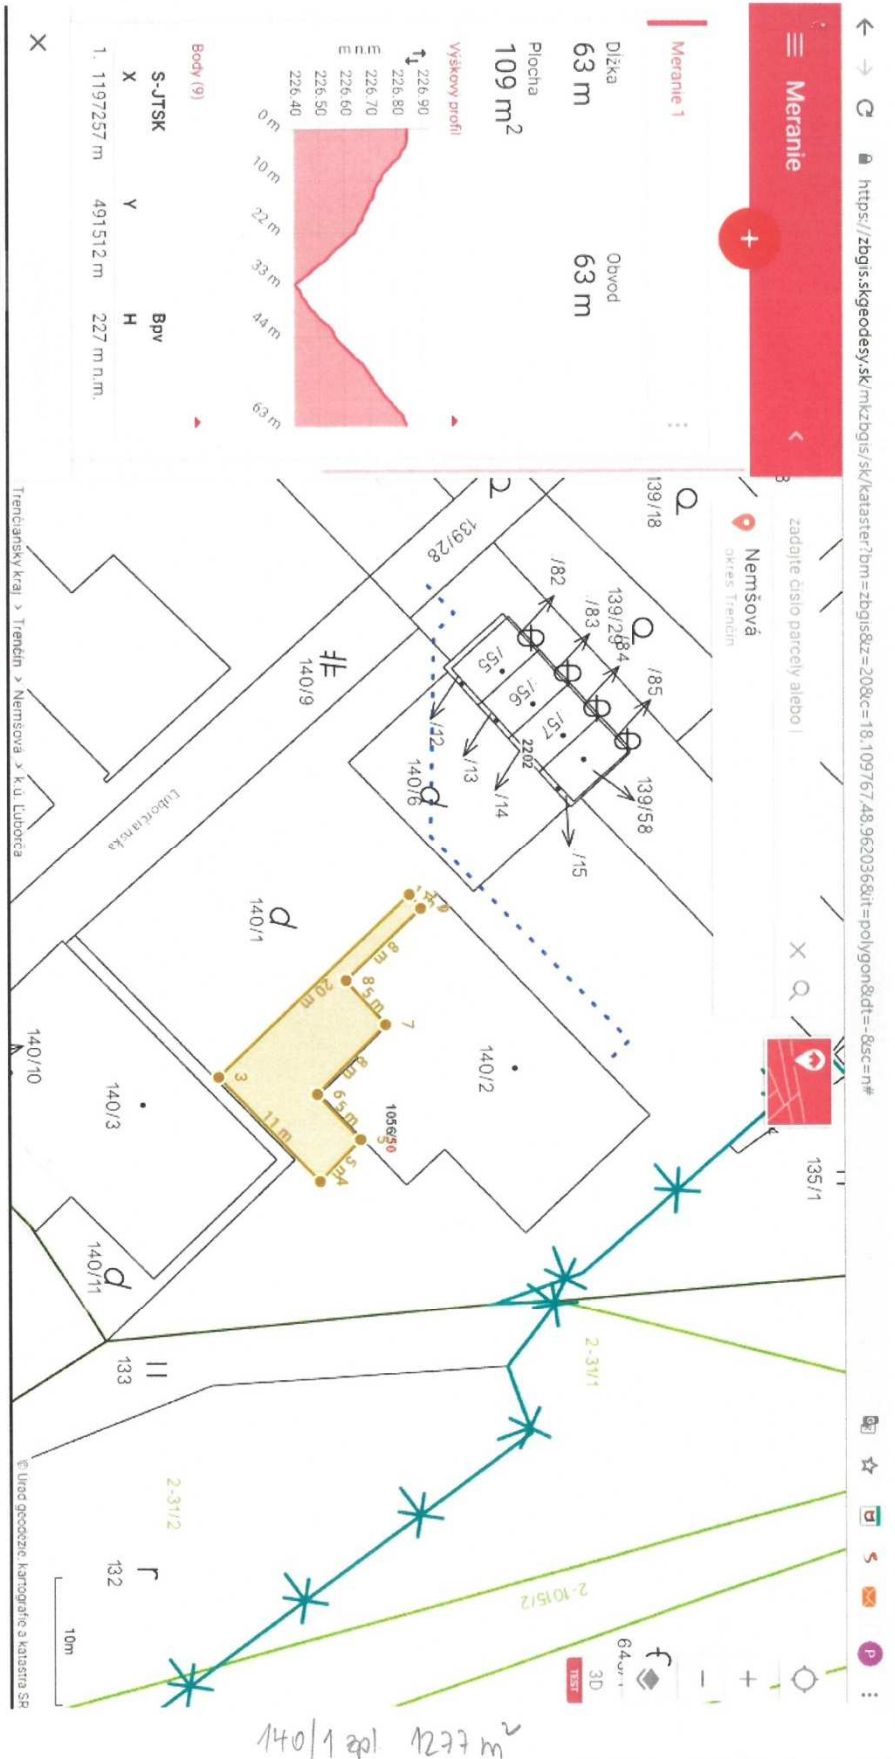 https://zbgis.skgeodesy.sk/mkzbgis/sk/kataster?bm=zbgis&z=20&c=18.109767,48.962036&it=polygon&dt=-&sc=n#
Meranie
Meranie 1
Dĺžka
63 m
Obvod
63 m
Plocha
109 m²
Výškový profil
226.90
226.80
226.70
226.60
226.50
226.40
m n.m
0 m
10 m
22 m
33 m
44 m
63 m
Body (9)
S-JTSK
Bpv
X
Y
H
1.
1197257 m
491512 m
227 m n.m.
zadajte číslo parcely alebo
Nemšová
okres Trenčín
139/18
139/28
/82
139/29
/83
/84
/85
/55
/56
/57
2202
139/58
/12
/13
/14
/15
140/6
140/9
Ľuborčianska
140/1
140/2
140/3
140/10
140/11
1056/50
8 m
20 m
8
5 m
7
8 m
6
5 m
5
5 m
4
11 m
3
135/1
133
132
2-31/1
2-31/2
2-1015/2
3D
TEST
10m
P
Trenčiansky kraj > Trenčín > Nemšová > k.ú. Ľuborča
© Úrad geodézie, kartografie a katastra SR
140/1 zpl 1277 m²